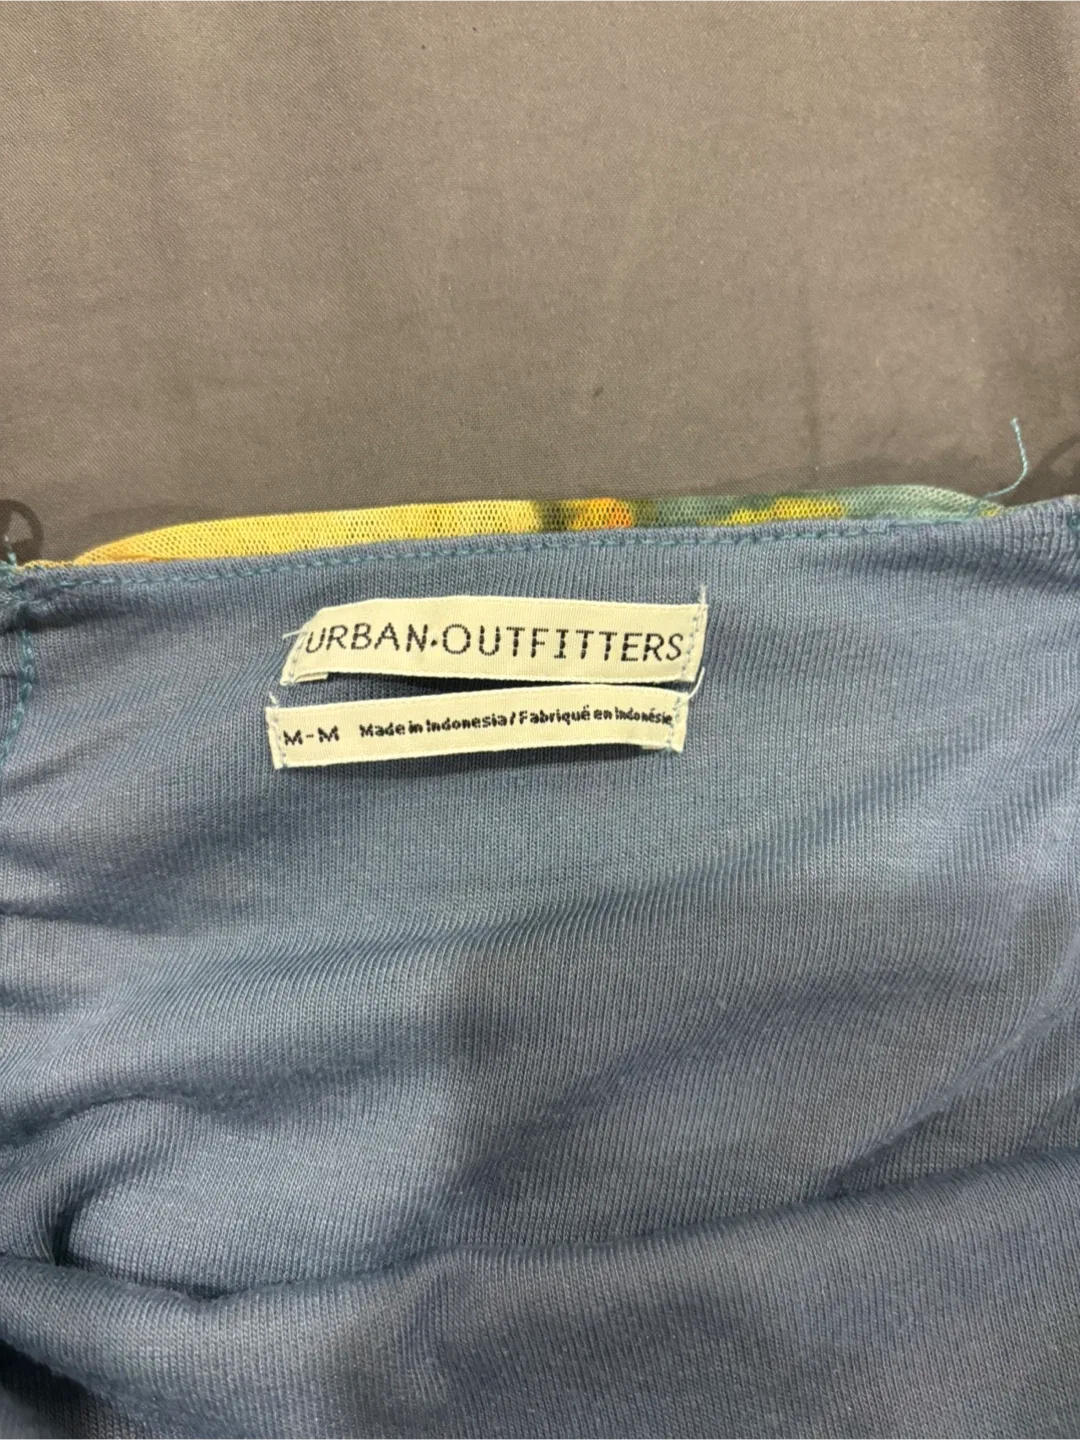 URBAN•OUTFITTERS
M-M Made in Indonesia / Fabriqué en Indonésie